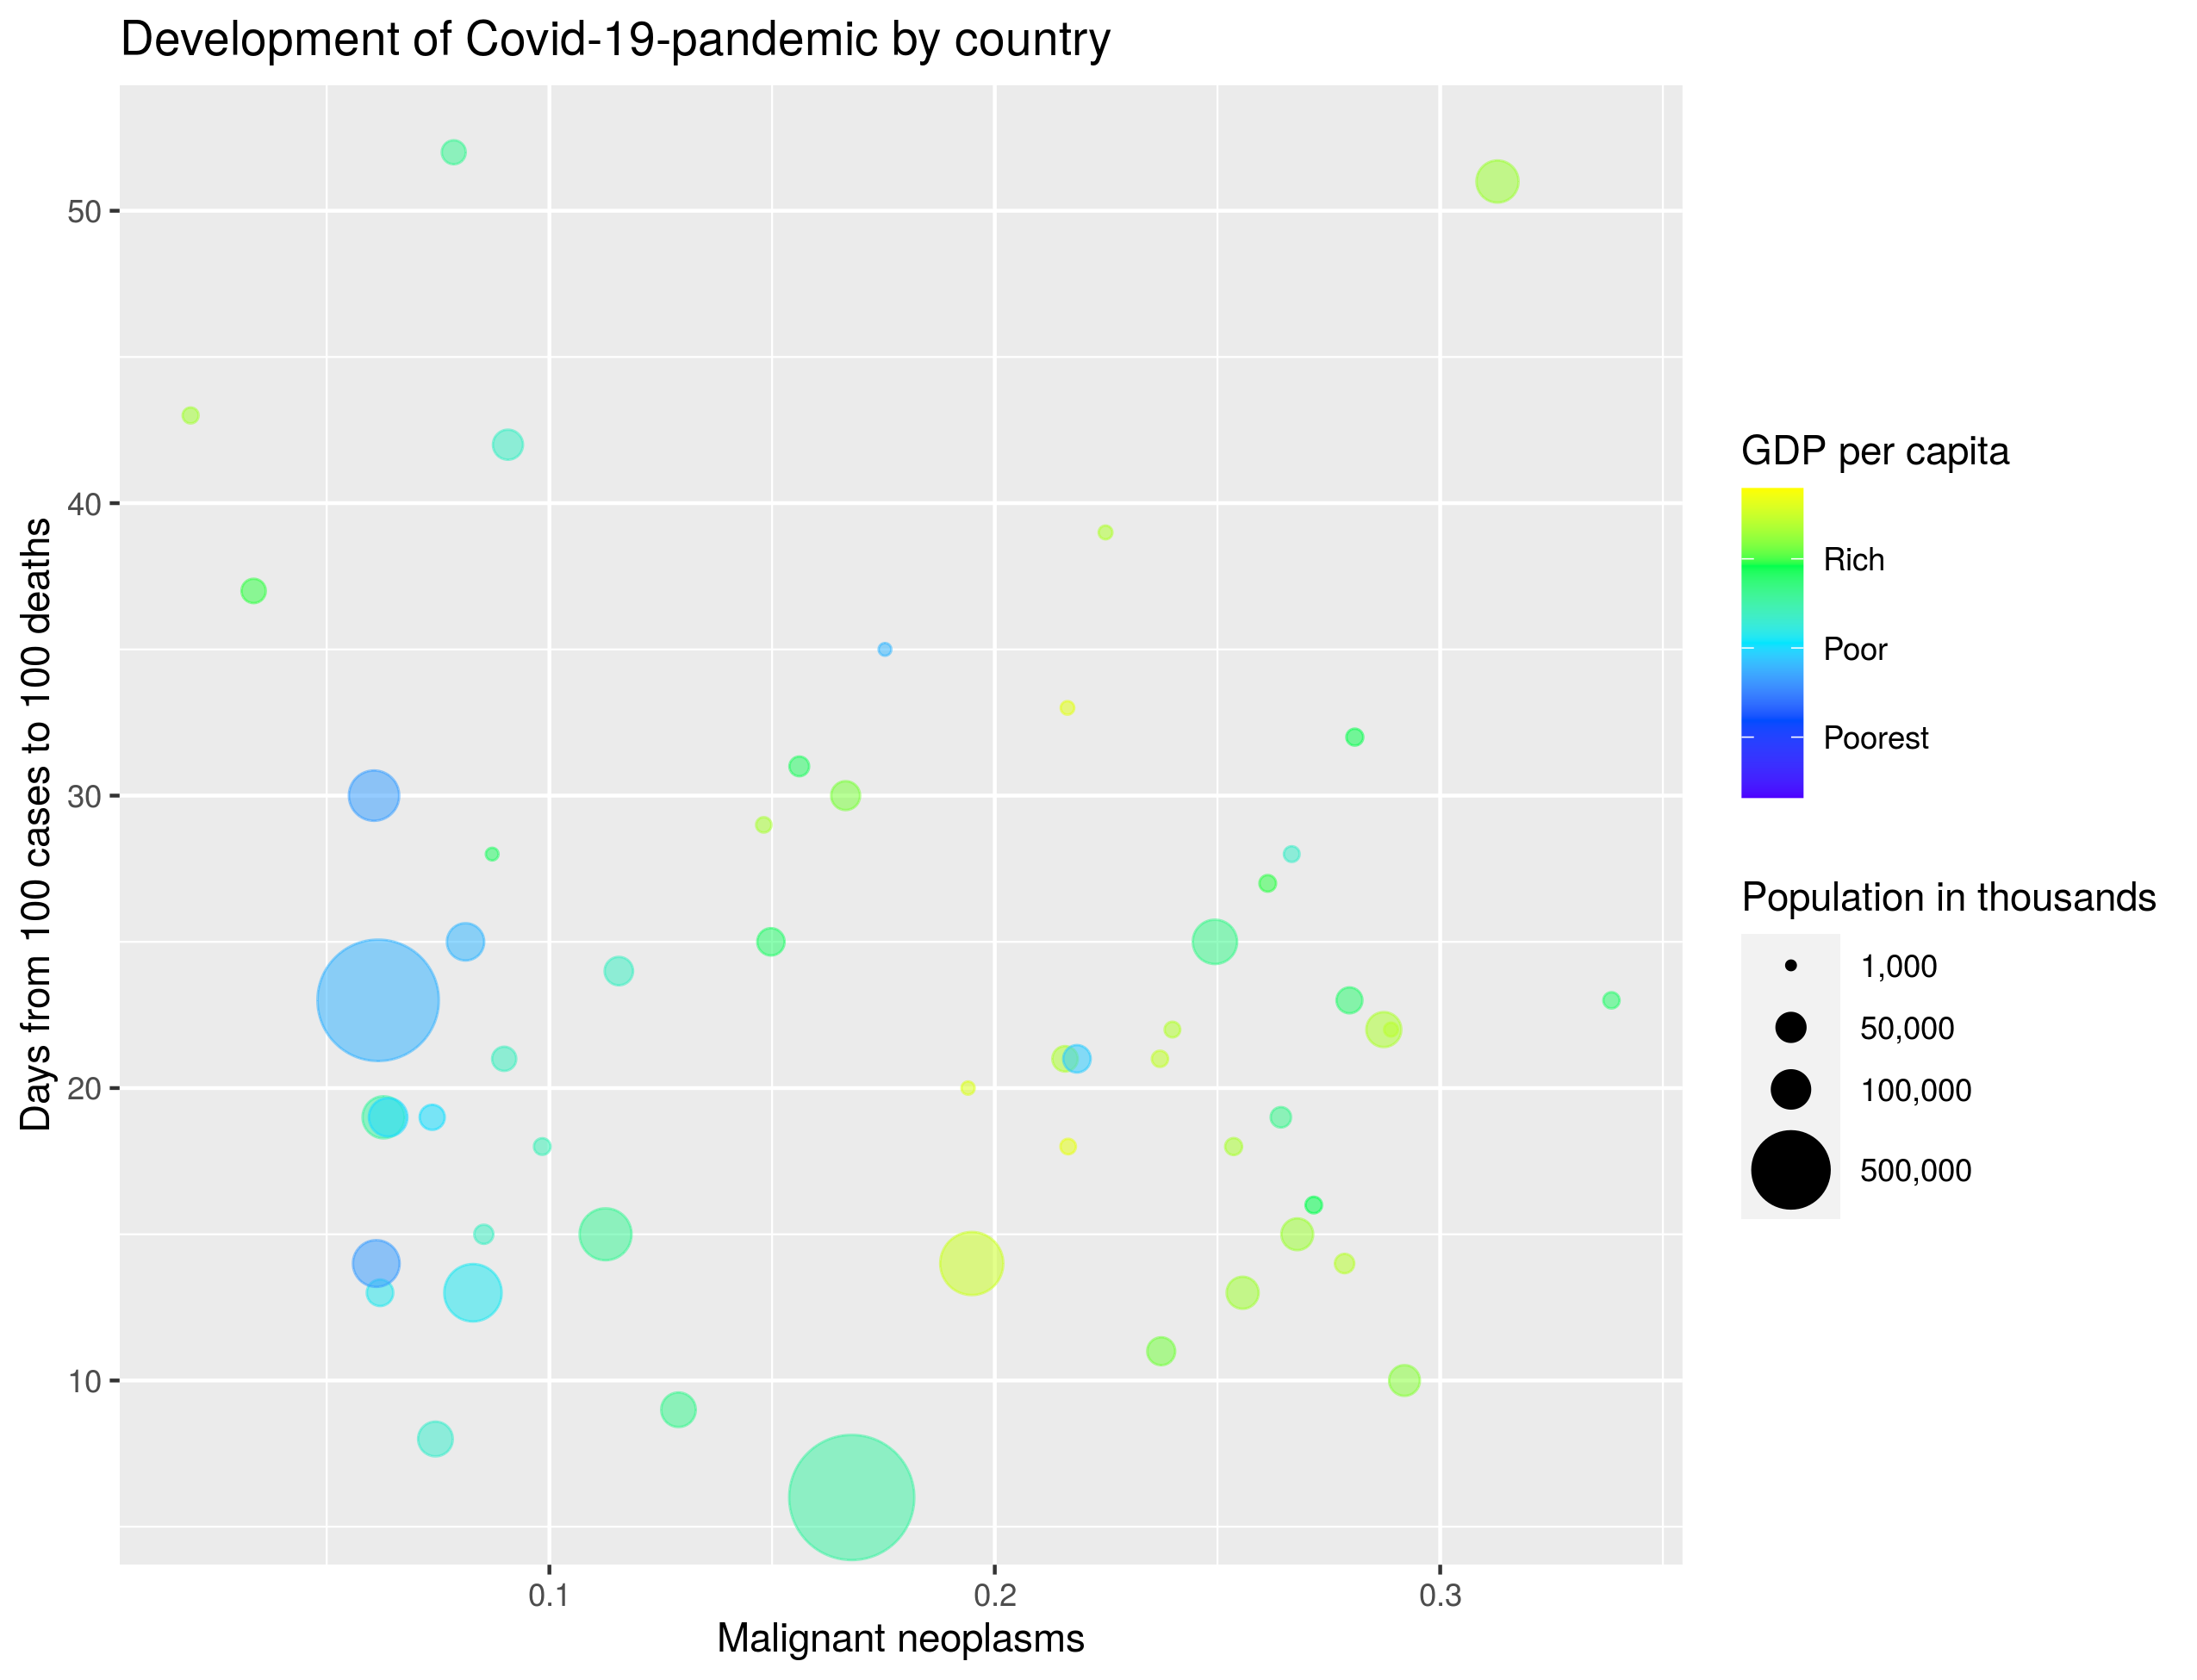 Development of Covid-19-pandemic by country
Days from 100 cases to 100 deaths
50
40
30
20
10
0.1
0.2
0.3
Malignant neoplasms
GDP per capita
Rich
Poor
Poorest
Population in thousands
1,000
50,000
100,000
500,000